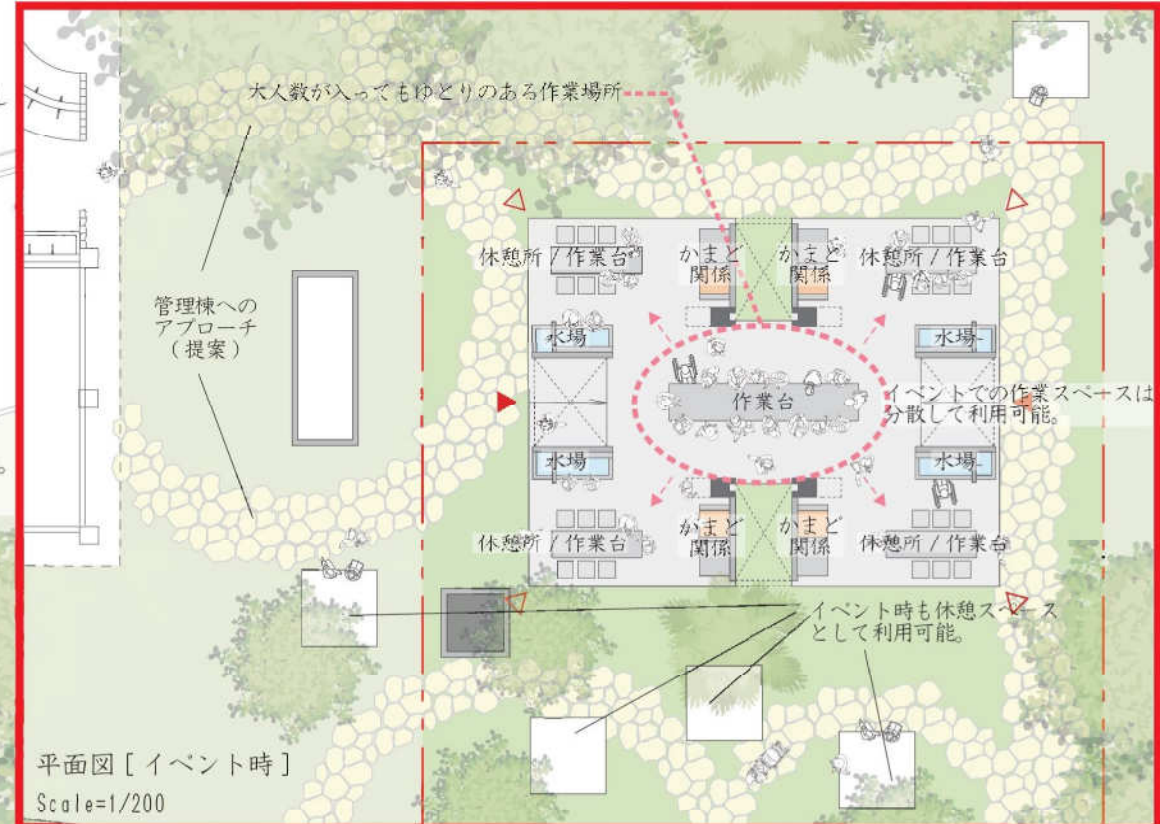 大人数が入ってもゆとりのある作業場所
休憩所/作業台
かまど
関係
かまど
関係
休憩所/作業台
管理棟への
アプローチ
(提案)
水場
水場
作業台
イベントでの作業スペースは
分散して利用可能。
水場
水場
休憩所/作業台
かまど
関係
かまど
関係
休憩所/作業台
イベント時も休憩スペース
として利用可能。
平面図[イベント時]
Scale=1/200